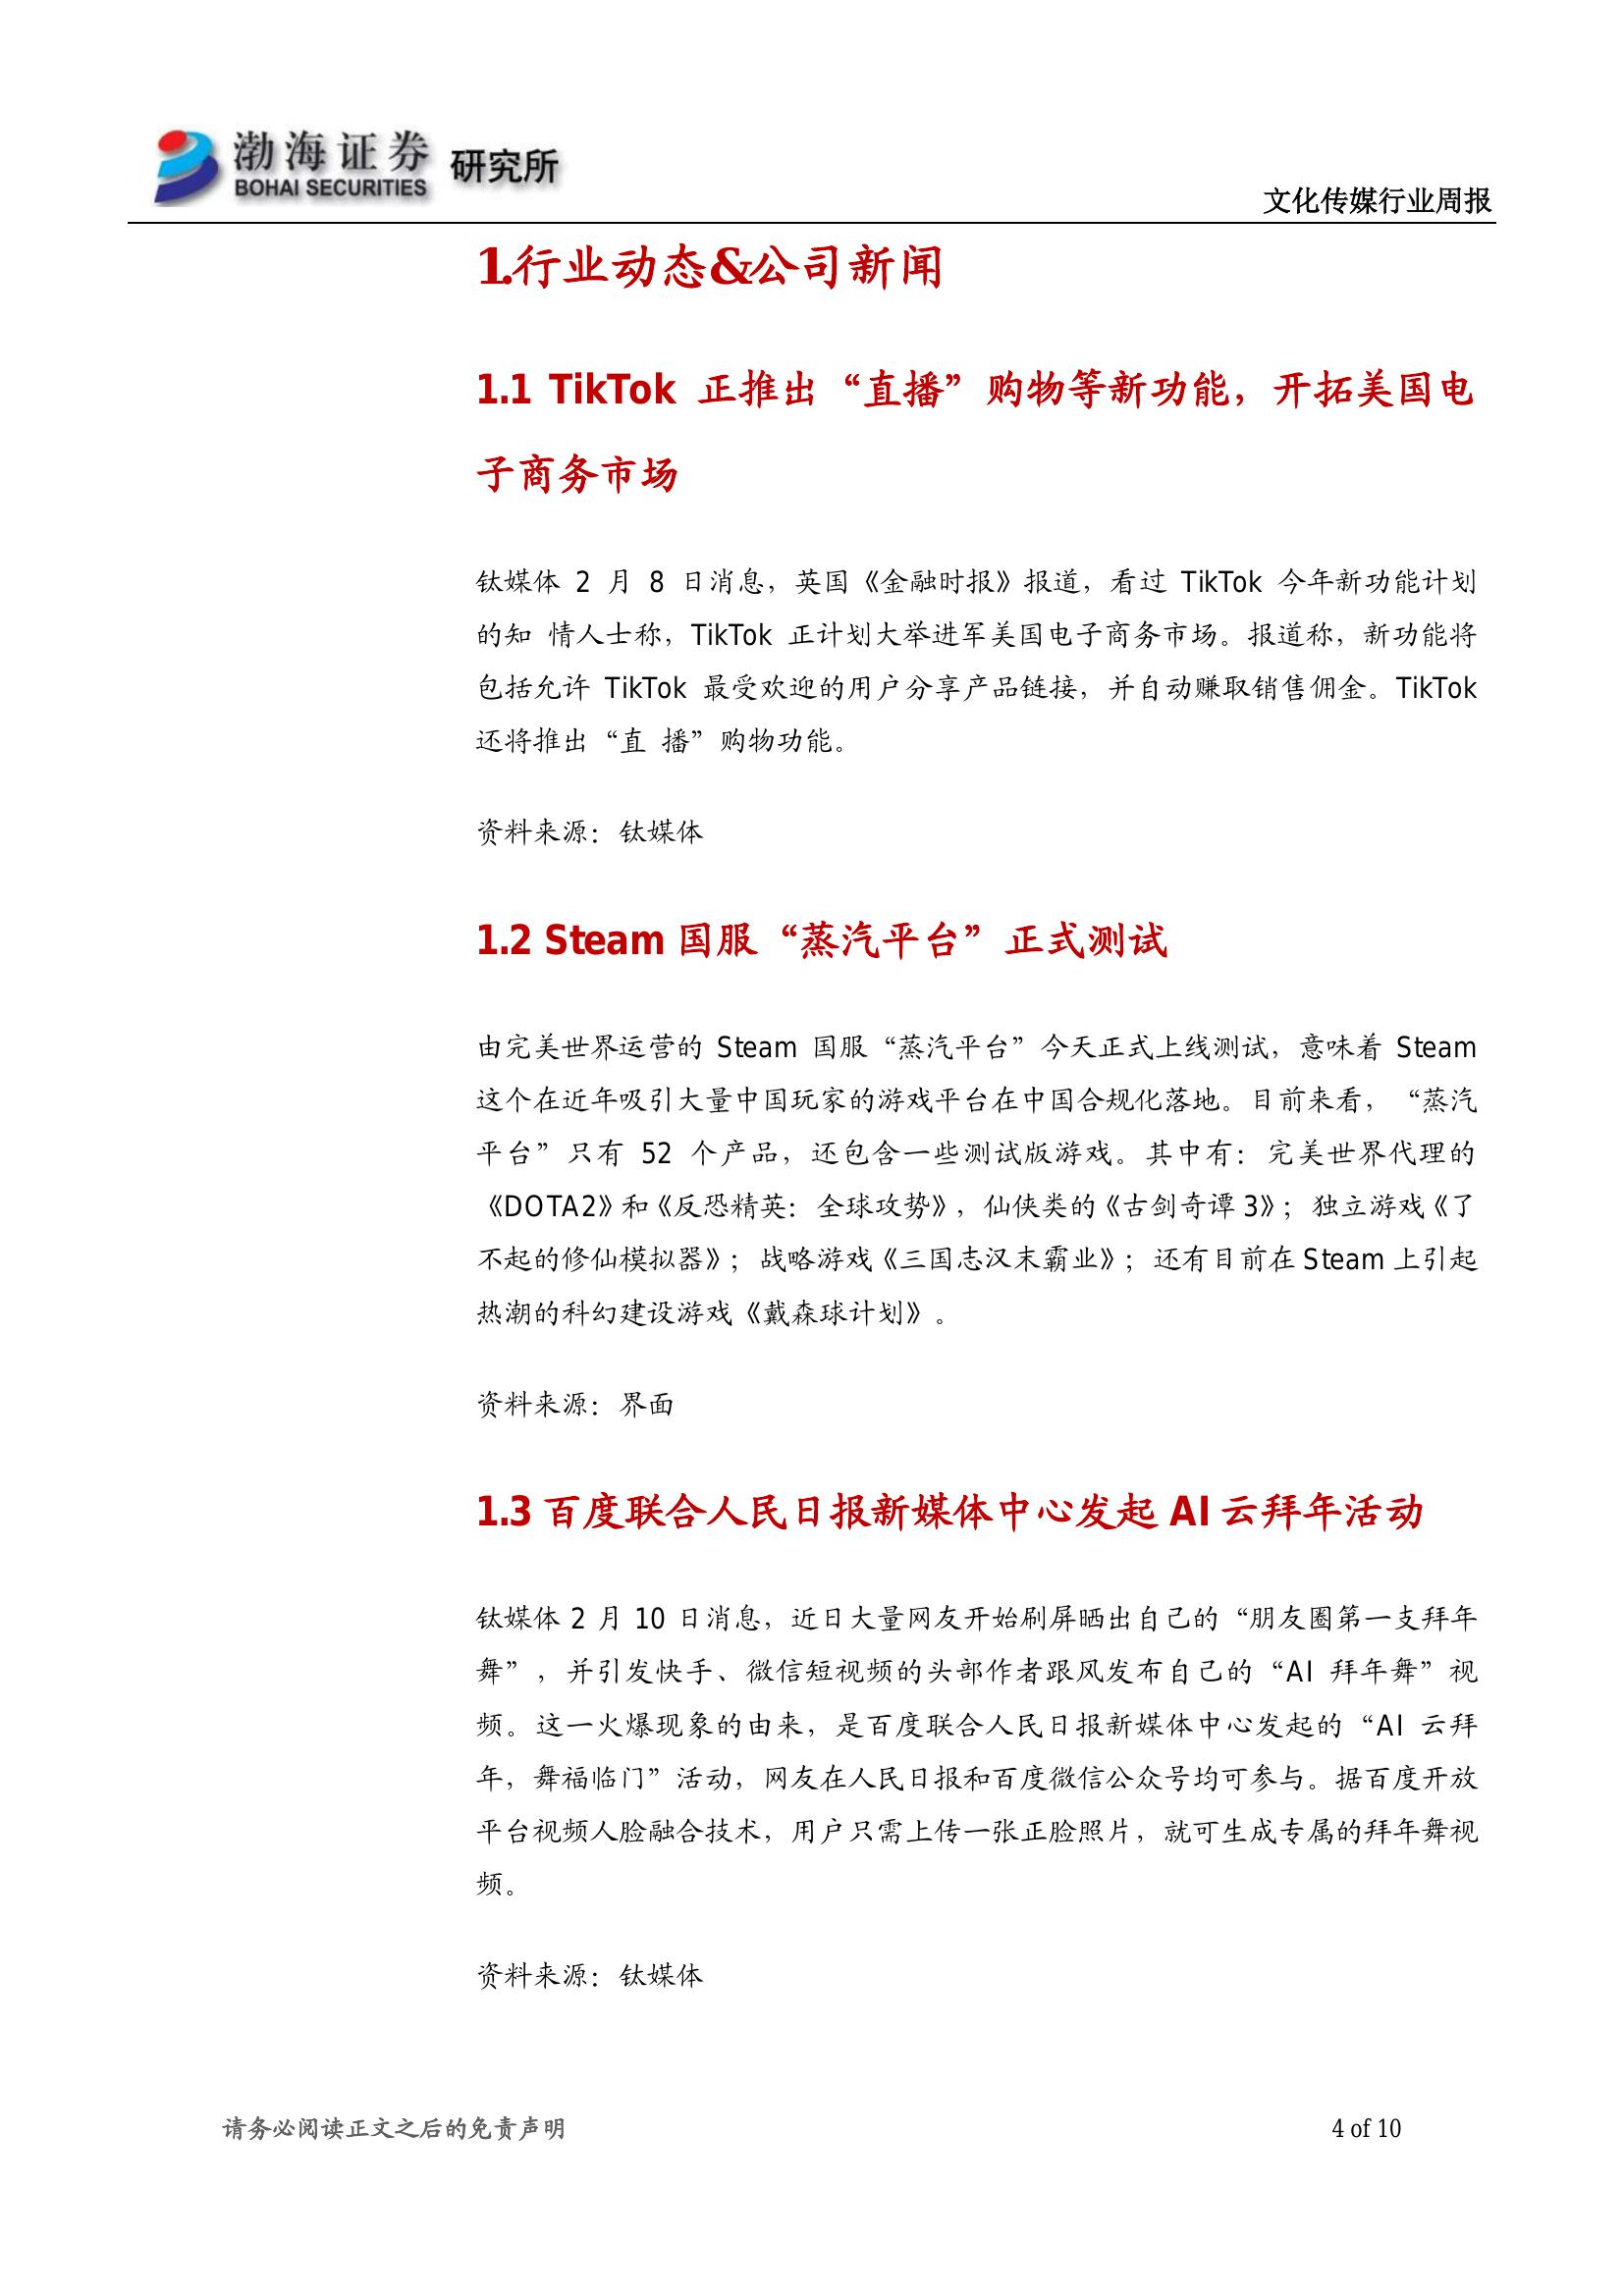 渤海证券 研究所
BOHAI SECURITIES
文化传媒行业周报
1.行业动态&公司新闻
1.1 TikTok 正推出“直播”购物等新功能，开拓美国电
子商务市场
钛媒体 2 月 8 日消息，英国《金融时报》报道，看过 TikTok 今年新功能计划
的知 情人士称，TikTok 正计划大举进军美国电子商务市场。报道称，新功能将
包括允许 TikTok 最受欢迎的用户分享产品链接，并自动赚取销售佣金。TikTok
还将推出“直 播”购物功能。
资料来源：钛媒体
1.2 Steam 国服“蒸汽平台”正式测试
由完美世界运营的 Steam 国服“蒸汽平台”今天正式上线测试，意味着 Steam
这个在近年吸引大量中国玩家的游戏平台在中国合规化落地。目前来看，“蒸汽
平台”只有 52 个产品，还包含一些测试版游戏。其中有：完美世界代理的
《DOTA2》和《反恐精英：全球攻势》，仙侠类的《古剑奇谭 3》；独立游戏《了
不起的修仙模拟器》；战略游戏《三国志汉末霸业》；还有目前在 Steam 上引起
热潮的科幻建设游戏《戴森球计划》。
资料来源：界面
1.3 百度联合人民日报新媒体中心发起 AI 云拜年活动
钛媒体 2 月 10 日消息，近日大量网友开始刷屏晒出自己的“朋友圈第一支拜年
舞”，并引发快手、微信短视频的头部作者跟风发布自己的“AI 拜年舞”视
频。这一火爆现象的由来，是百度联合人民日报新媒体中心发起的“AI 云拜
年，舞福临门”活动，网友在人民日报和百度微信公众号均可参与。据百度开放
平台视频人脸融合技术，用户只需上传一张正脸照片，就可生成专属的拜年舞视
频。
资料来源：钛媒体
请务必阅读正文之后的免责声明
4 of 10